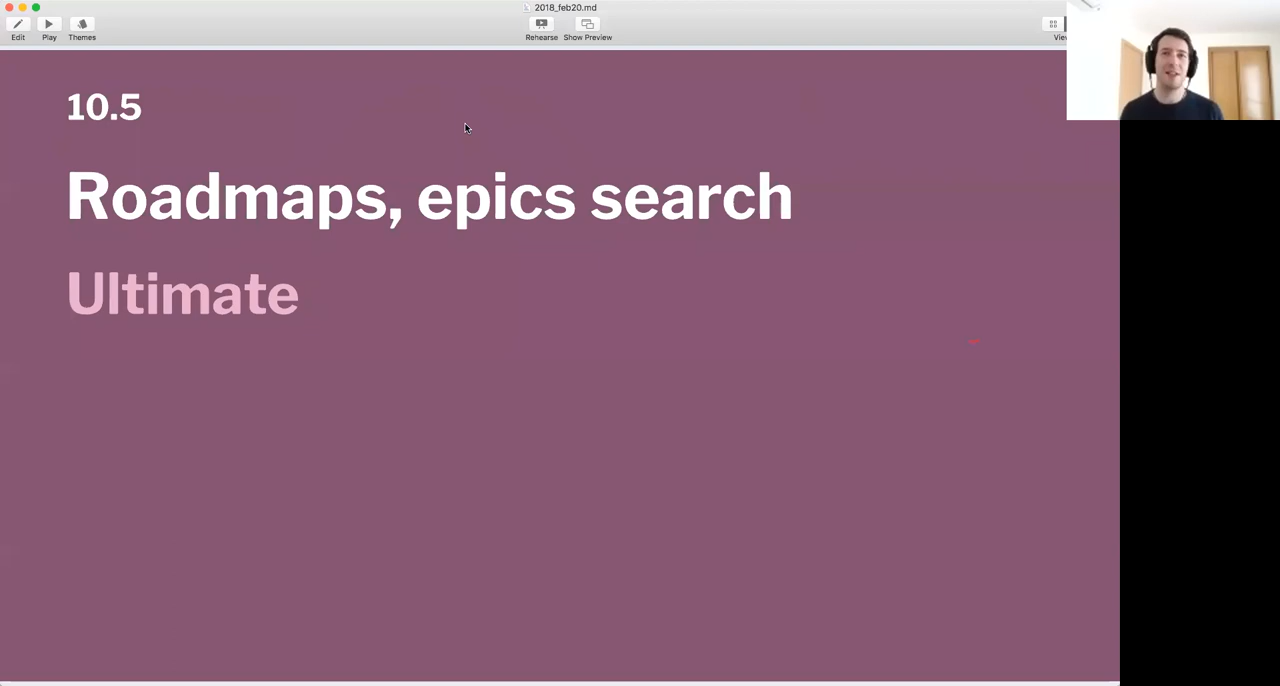 2018_feb20.md
Edit Play Themes Rehearse Show Preview
10.5
Roadmaps, epics search
Ultimate